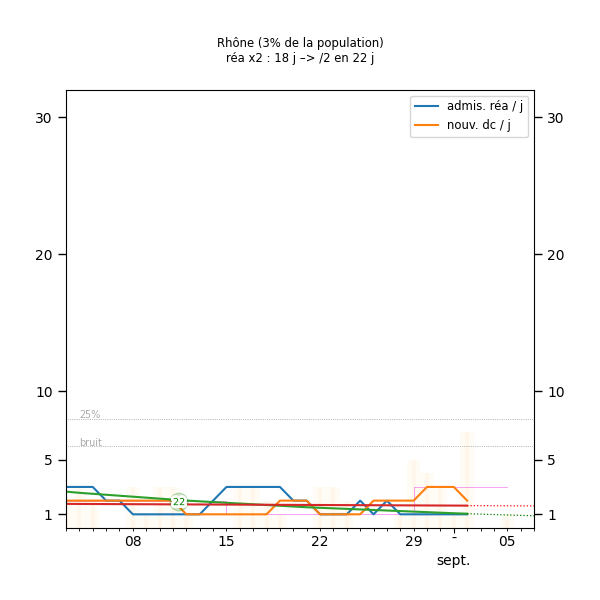 Rhône (3% de la population)
réa x2 : 18 j –> /2 en 22 j
admis. réa / j
nouv. dc / j
30 30
20 20
10 10
25%
bruit
5 5
22
1 1
08 15 22 29 - 05
sept.